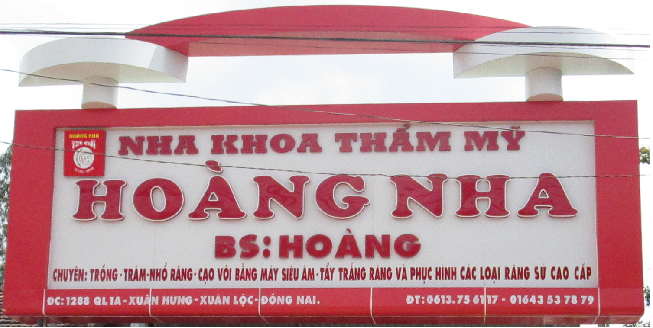 NHA KHOA THẨM MỸ
HOÀNG NHA
BS: HOÀNG
CHUYÊN: TRỒNG - TRÁM - NHỔ RĂNG - CẠO VÔI BẰNG MÁY SIÊU ÂM - TẨY TRẮNG RĂNG VÀ PHỤC HÌNH CÁC LOẠI RĂNG SỨ CAO CẤP
ĐC: 1288 QL 1A - XUÂN HƯNG - XUÂN LỘC - ĐỒNG NAI. ĐT: 0613.75 6117 - 01643 53 78 79